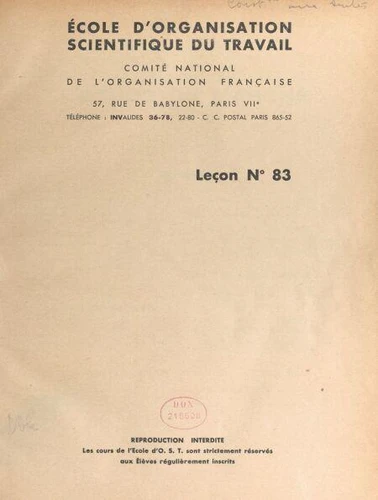 ÉCOLE D'ORGANISATION
SCIENTIFIQUE DU TRAVAIL
COMITÉ NATIONAL
DE L'ORGANISATION FRANÇAISE
57, RUE DE BABYLONE, PARIS VIIe
TÉLÉPHONE : INVALIDES 36-78, 22-80 - C. C. POSTAL PARIS 865-52
Leçon N° 83
DON
REPRODUCTION INTERDITE
Les cours de l'Ecole d'O. S. T. sont strictement réservés
aux Élèves régulièrement inscrits